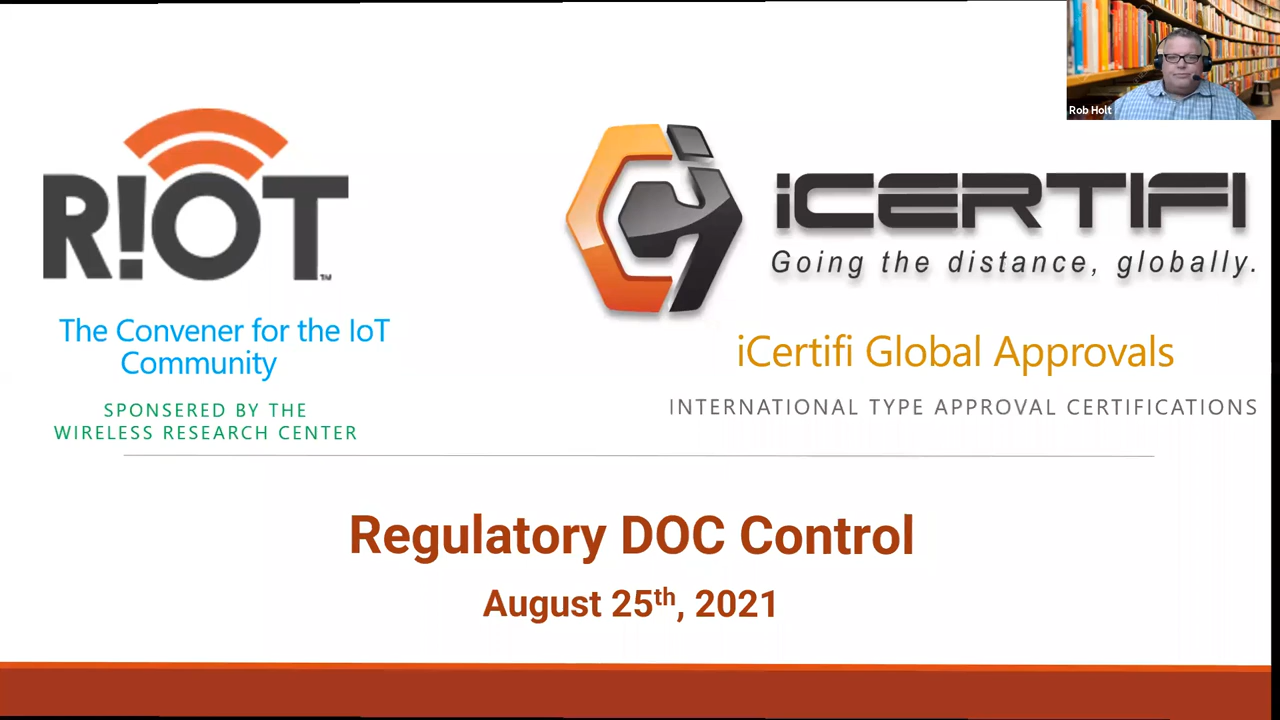 Rob Holt
R!OT
TM
The Convener for the IoT
Community
SPONSERED BY THE
WIRELESS RESEARCH CENTER
iCERTIFI
Going the distance, globally.
iCertifi Global Approvals
INTERNATIONAL TYPE APPROVAL CERTIFICATIONS
Regulatory DOC Control
August 25th, 2021